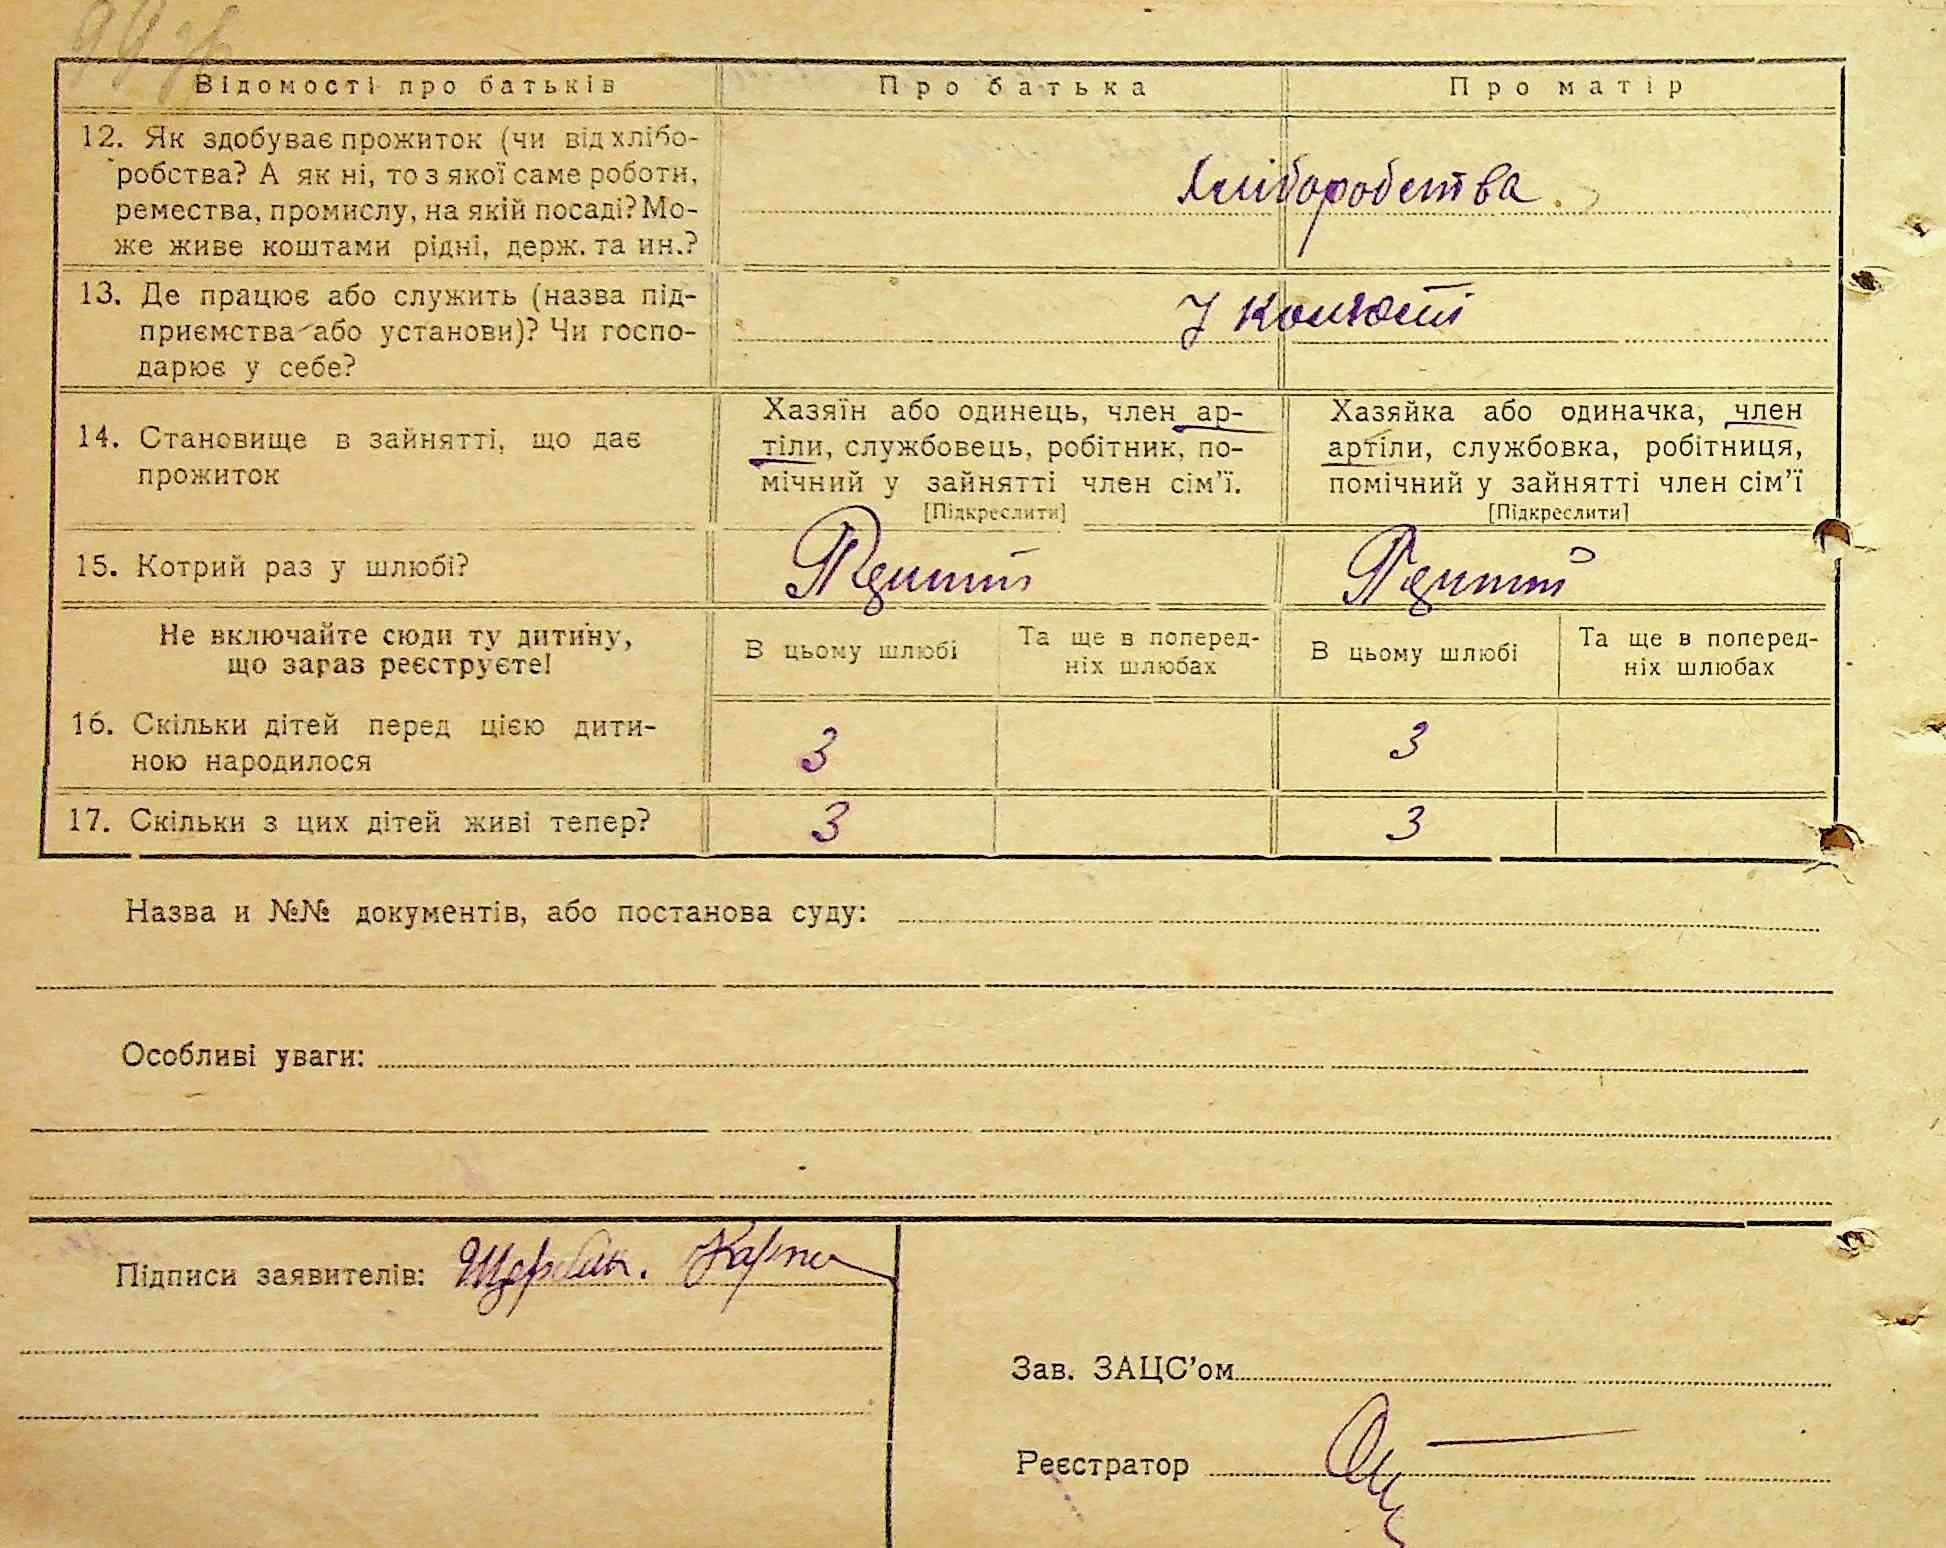 99 зв
Відомості про батьків
Про батька
Про матір
12. Як здобуває прожиток (чи від хлібо-
робства? А як ні, то з якої саме роботи,
ремества, промислу, на якій посаді? Мо-
же живе коштами рідні, держ. та ин.?
Хліборобства
13. Де працює або служить (назва під-
приємства або установи)? Чи госпо-
дарює у себе?
У колгоспі
14. Становище в зайнятті, що дає
прожиток
Хазяїн або одинець, член ар-
тіли, службовець, робітник, по-
мічний у зайнятті член сім'ї.
[Підкреслити]
Хазяйка або одиначка, член
артіли, службовка, робітниця,
помічний у зайнятті член сім'ї
[Підкреслити]
15. Котрий раз у шлюбі?
Не включайте сюди ту дитину,
що зараз реєструєте!
В цьому шлюбі
Та ще в поперед-
ніх шлюбах
В цьому шлюбі
Та ще в поперед-
ніх шлюбах
16. Скільки дітей перед цією дити-
ною народилося
3
3
17. Скільки з цих дітей живі тепер?
3
3
Назва и №№ документів, або постанова суду:
Особливі уваги:
Підписи заявителів: Щербак.
Зав. ЗАЦС'ом
Реєстратор